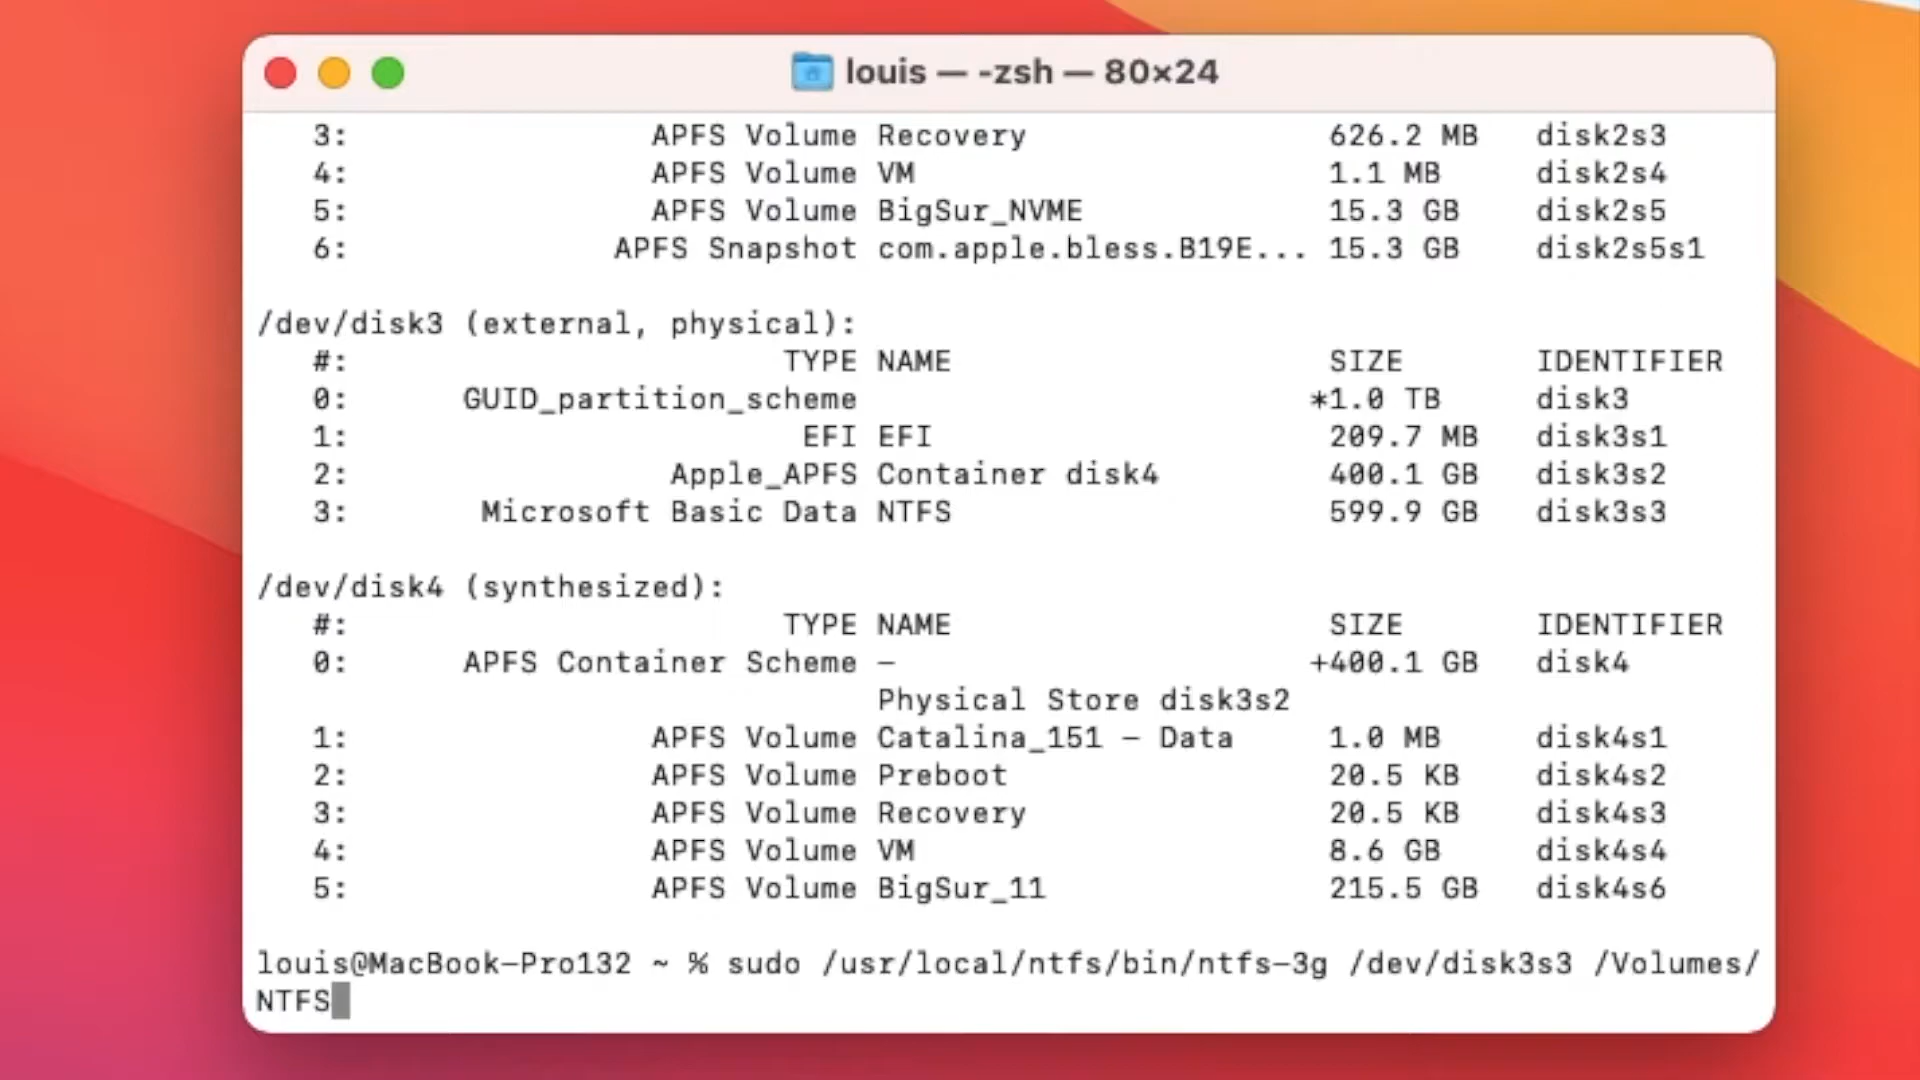 louis — -zsh — 80×24
3: APFS Volume Recovery 626.2 MB disk2s3
4: APFS Volume VM 1.1 MB disk2s4
5: APFS Volume BigSur_NVME 15.3 GB disk2s5
6: APFS Snapshot com.apple.bless.B19E... 15.3 GB disk2s5s1
/dev/disk3 (external, physical):
#: TYPE NAME SIZE IDENTIFIER
0: GUID_partition_scheme *1.0 TB disk3
1: EFI EFI 209.7 MB disk3s1
2: Apple_APFS Container disk4 400.1 GB disk3s2
3: Microsoft Basic Data NTFS 599.9 GB disk3s3
/dev/disk4 (synthesized):
#: TYPE NAME SIZE IDENTIFIER
0: APFS Container Scheme - +400.1 GB disk4
Physical Store disk3s2
1: APFS Volume Catalina_151 - Data 1.0 MB disk4s1
2: APFS Volume Preboot 20.5 KB disk4s2
3: APFS Volume Recovery 20.5 KB disk4s3
4: APFS Volume VM 8.6 GB disk4s4
5: APFS Volume BigSur_11 215.5 GB disk4s6
louis@MacBook-Pro132 ~ % sudo /usr/local/ntfs/bin/ntfs-3g /dev/disk3s3 /Volumes/
NTFS